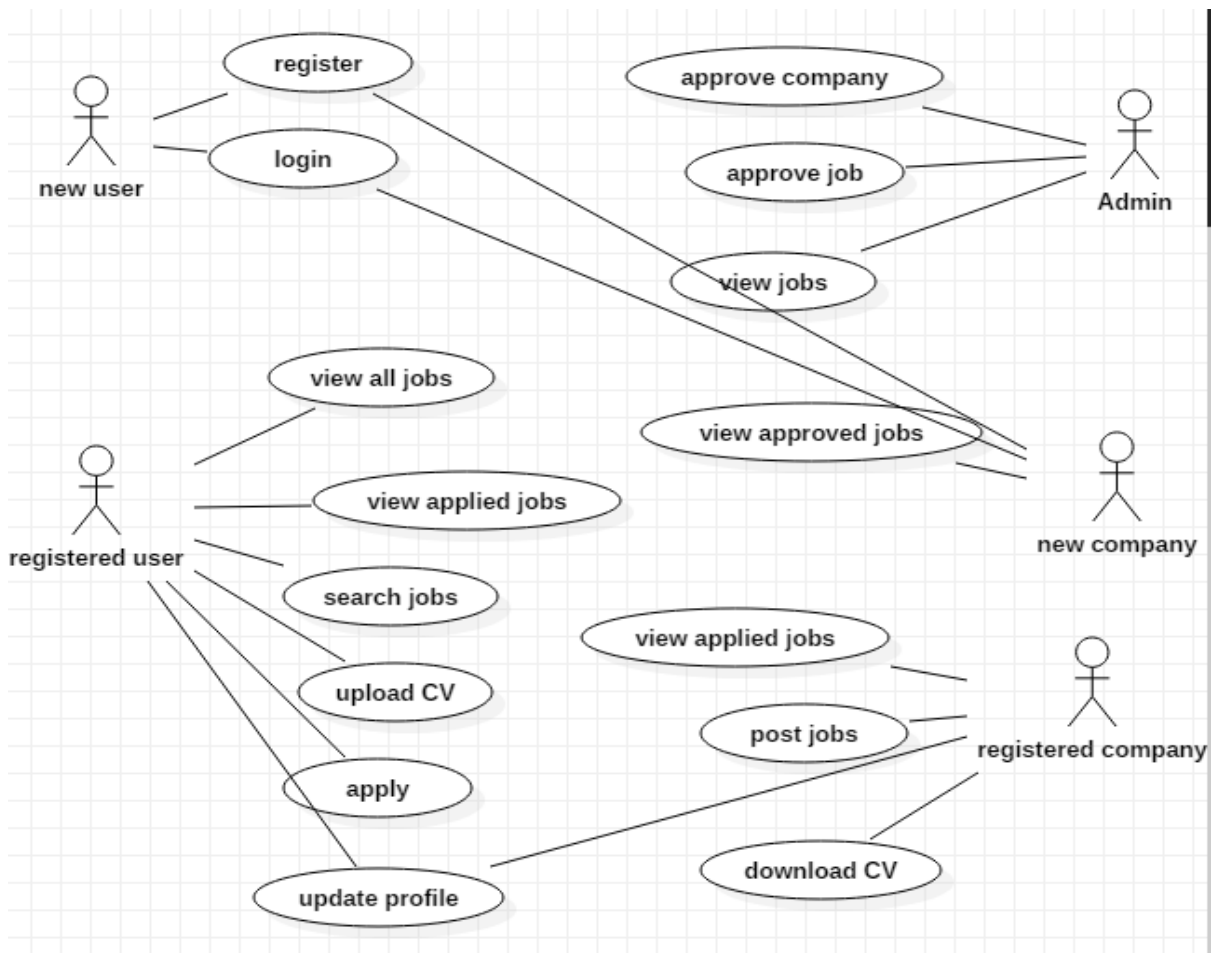 register
approve company
login
approve job
new user
Admin
view jobs
view all jobs
view approved jobs
view applied jobs
new company
registered user
search jobs
view applied jobs
upload CV
post jobs
registered company
apply
download CV
update profile